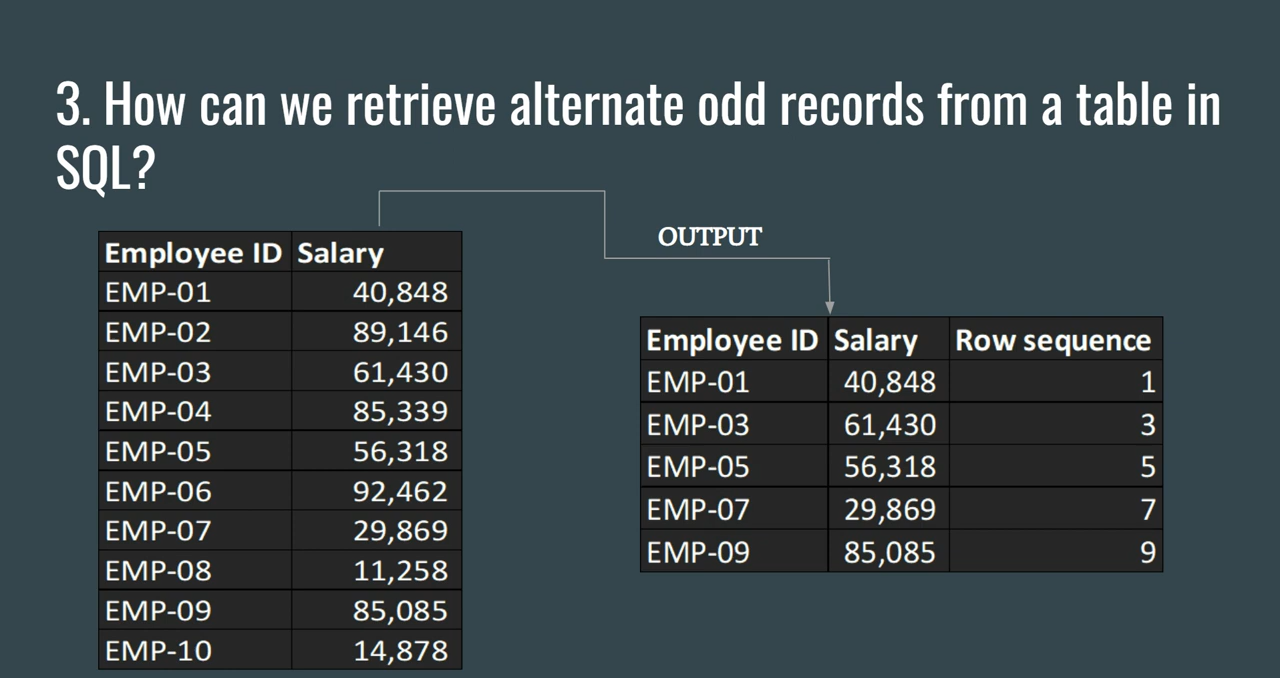 3. How can we retrieve alternate odd records from a table in
SQL?
OUTPUT
Employee ID Salary
EMP-01 40,848
EMP-02 89,146
EMP-03 61,430
EMP-04 85,339
EMP-05 56,318
EMP-06 92,462
EMP-07 29,869
EMP-08 11,258
EMP-09 85,085
EMP-10 14,878
Employee ID Salary Row sequence
EMP-01 40,848 1
EMP-03 61,430 3
EMP-05 56,318 5
EMP-07 29,869 7
EMP-09 85,085 9